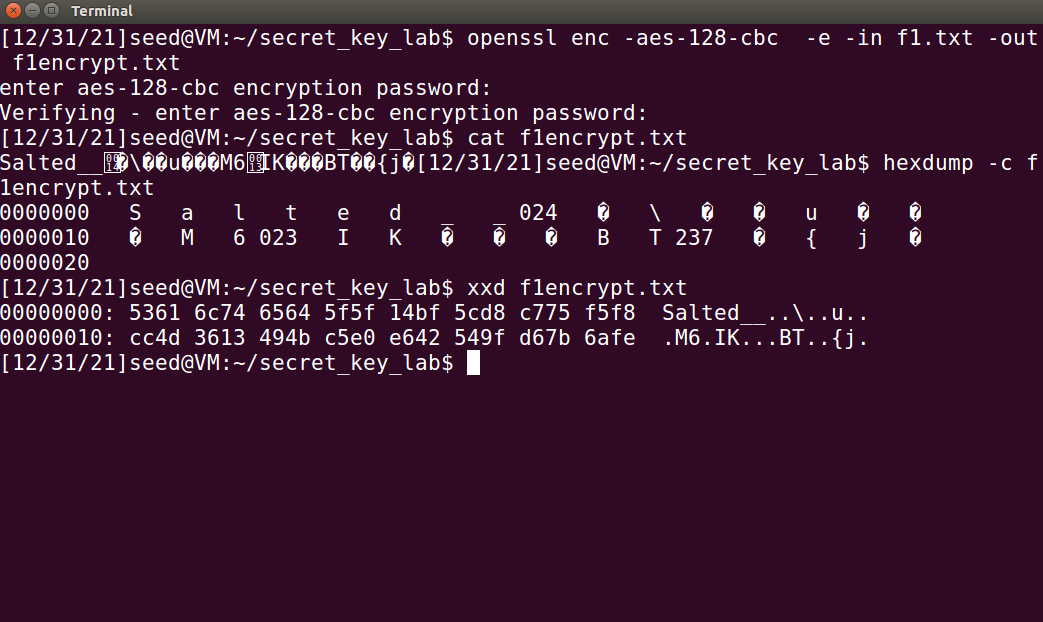 Terminal
[12/31/21]seed@VM:~/secret_key_lab$ openssl enc -aes-128-cbc  -e -in f1.txt -out
 f1encrypt.txt
enter aes-128-cbc encryption password:
Verifying - enter aes-128-cbc encryption password:
[12/31/21]seed@VM:~/secret_key_lab$ cat f1encrypt.txt
Salted__�\��u���M6IK���BT��{j�[12/31/21]seed@VM:~/secret_key_lab$ hexdump -c f
1encrypt.txt
0000000   S   a   l   t   e   d   _   _ 024   �   \   �   �   u   �   �
0000010   �   M   6 023   I   K   �   �   �   B   T 237   �   {   j   �
0000020
[12/31/21]seed@VM:~/secret_key_lab$ xxd f1encrypt.txt
00000000: 5361 6c74 6564 5f5f 14bf 5cd8 c775 f5f8  Salted__..\..u..
00000010: cc4d 3613 494b c5e0 e642 549f d67b 6afe  .M6.IK...BT..{j.
[12/31/21]seed@VM:~/secret_key_lab$